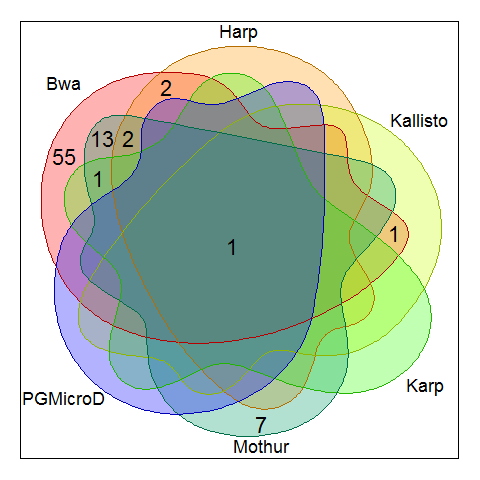 Harp
Bwa
2
Kallisto
13 2
55
1
1
1
Karp
PGMicroD
7
Mothur